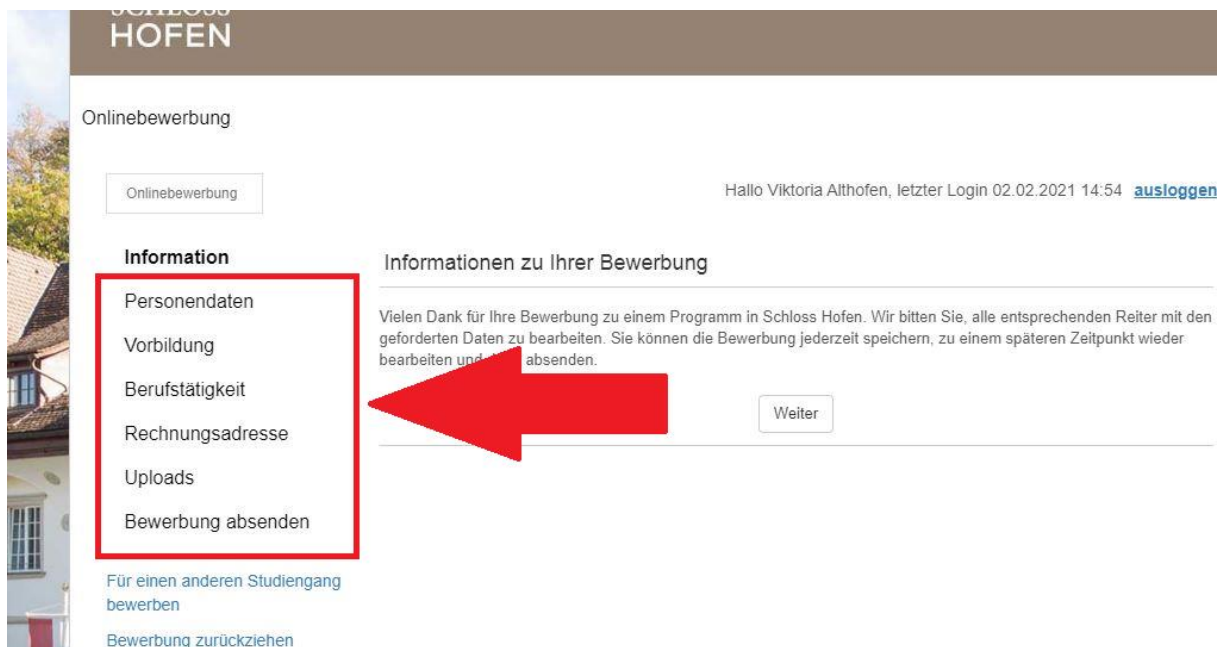 SCHLOSS
HOFEN
Onlinebewerbung
Onlinebewerbung
Hallo Viktoria Althofen, letzter Login 02.02.2021 14:54 ausloggen
Information
Personendaten
Vorbildung
Berufstätigkeit
Rechnungsadresse
Uploads
Bewerbung absenden
Für einen anderen Studiengang
bewerben
Bewerbung zurückziehen
Informationen zu Ihrer Bewerbung
Vielen Dank für Ihre Bewerbung zu einem Programm in Schloss Hofen. Wir bitten Sie, alle entsprechenden Reiter mit den
geforderten Daten zu bearbeiten. Sie können die Bewerbung jederzeit speichern, zu einem späteren Zeitpunkt wieder
bearbeiten und absenden.
Weiter